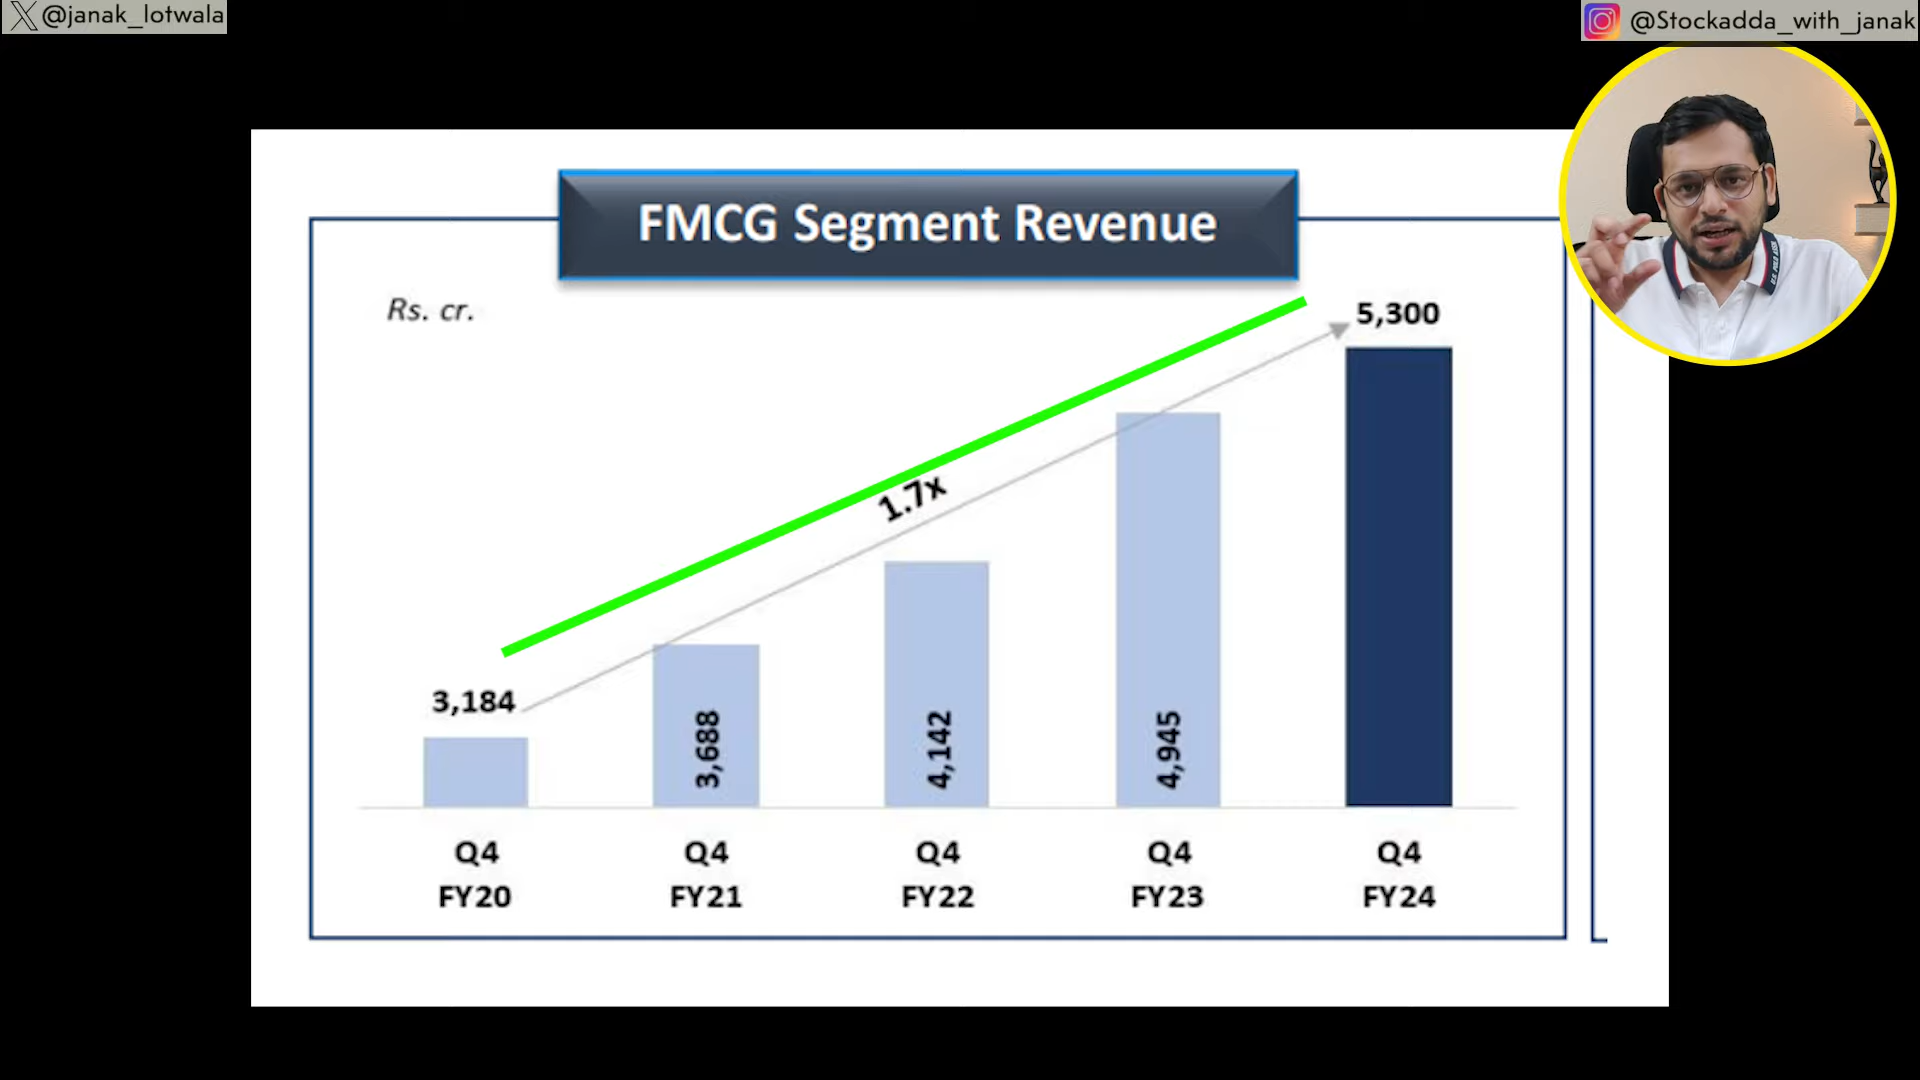 @janak_lotwala
@Stockadda_with_janak
FMCG Segment Revenue
Rs. cr.
5,300
1.7x
3,184
3,688
4,142
4,945
Q4 Q4 Q4 Q4 Q4
FY20 FY21 FY22 FY23 FY24